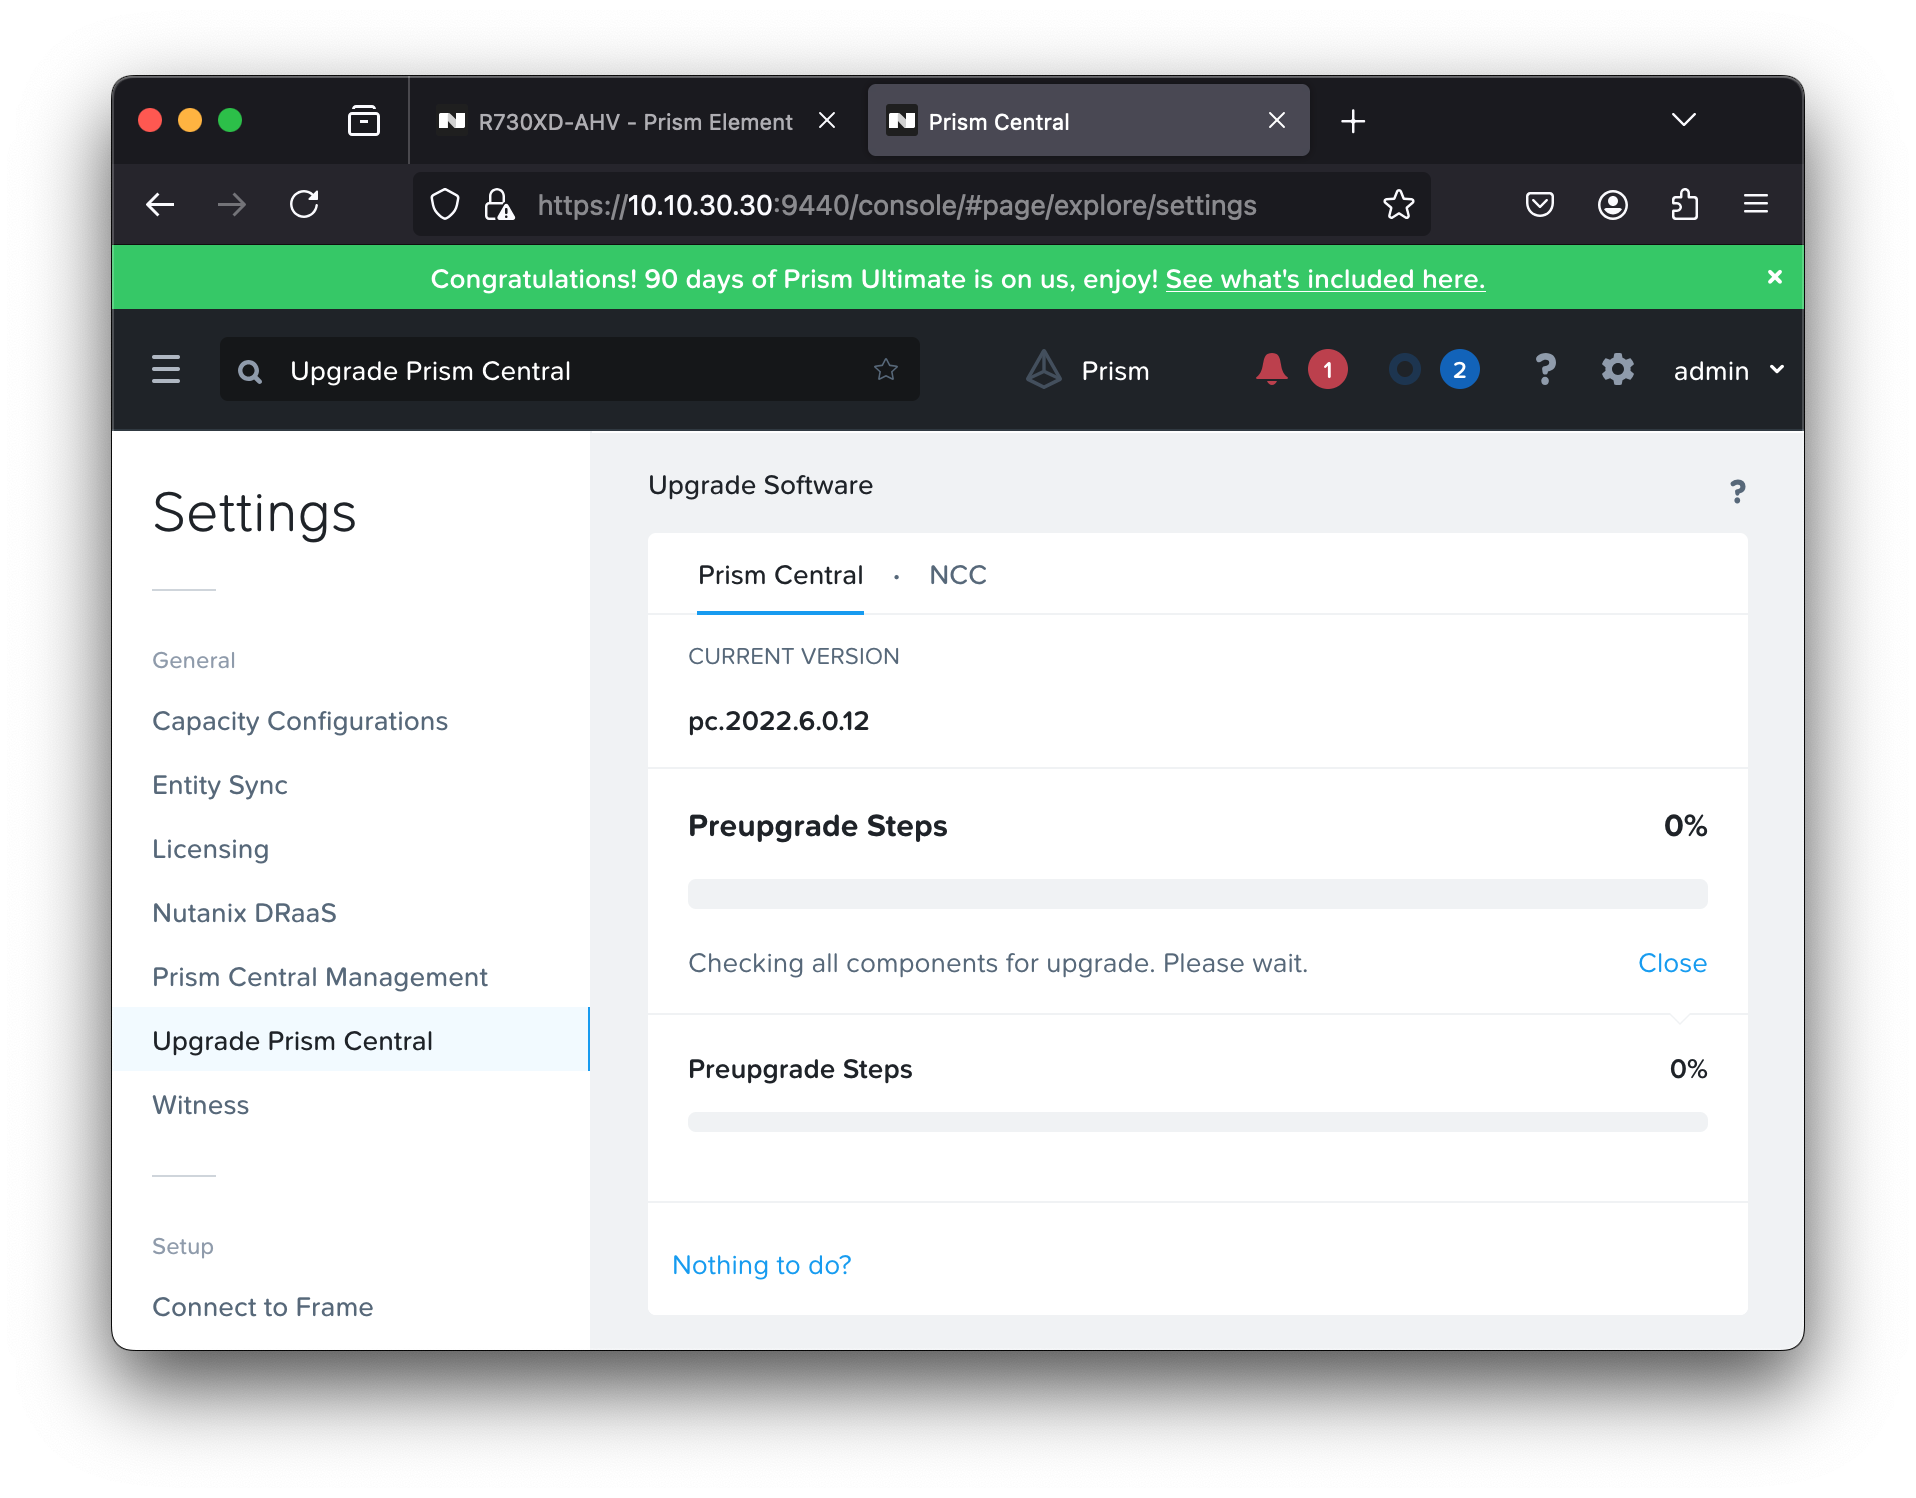 R730XD-AHV - Prism Element
Prism Central
https://10.10.30.30:9440/console/#page/explore/settings
Congratulations! 90 days of Prism Ultimate is on us, enjoy! See what's included here.
Upgrade Prism Central
Prism
1
2
?
admin
Settings
General
Capacity Configurations
Entity Sync
Licensing
Nutanix DRaaS
Prism Central Management
Upgrade Prism Central
Witness
Setup
Connect to Frame
Upgrade Software
?
Prism Central · NCC
CURRENT VERSION
pc.2022.6.0.12
Preupgrade Steps 0%
Checking all components for upgrade. Please wait. Close
Preupgrade Steps 0%
Nothing to do?